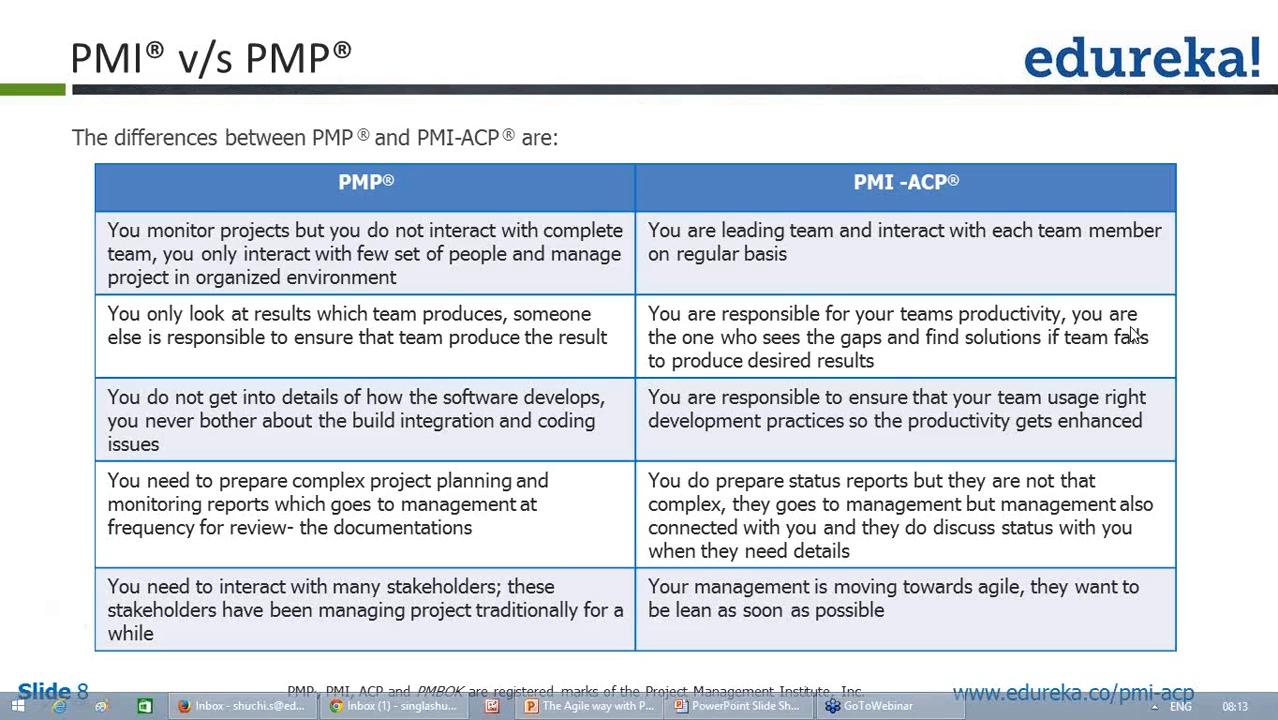 PMI® v/s PMP®
edureka!
The differences between PMP® and PMI-ACP® are:
PMP®
PMI -ACP®
You monitor projects but you do not interact with complete
team, you only interact with few set of people and manage
project in organized environment
You are leading team and interact with each team member
on regular basis
You only look at results which team produces, someone
else is responsible to ensure that team produce the result
You are responsible for your teams productivity, you are
the one who sees the gaps and find solutions if team fails
to produce desired results
You do not get into details of how the software develops,
you never bother about the build integration and coding
issues
You are responsible to ensure that your team usage right
development practices so the productivity gets enhanced
You need to prepare complex project planning and
monitoring reports which goes to management at
frequency for review- the documentations
You do prepare status reports but they are not that
complex, they goes to management but management also
connected with you and they do discuss status with you
when they need details
You need to interact with many stakeholders; these
stakeholders have been managing project traditionally for a
while
Your management is moving towards agile, they want to
be lean as soon as possible
Slide 8
PMP, PMI, ACP and PMBOK are registered marks of the Project Management Institute, Inc.
www.edureka.co/pmi-acp
Inbox - shuchi.s@ed...
Inbox (1) - singlashu...
The Agile way with P...
PowerPoint Slide Sh...
GoToWebinar
ENG
08:13